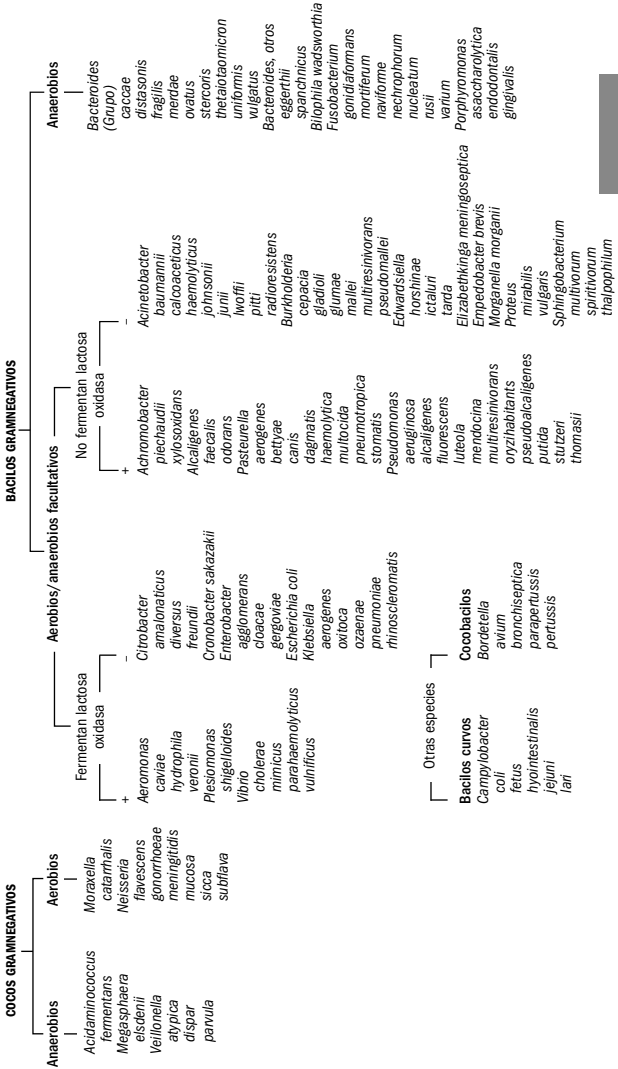 COCOS GRAMNEGATIVOS
Anaerobios
Acidaminococcus
fermentans
Megasphaera
elsdenii
Veillonella
atypica
dispar
parvula
Aerobios
Moraxella
catarrhalis
Neisseria
flavescens
gonorrhoeae
meningitidis
mucosa
sicca
subflava
BACILOS GRAMNEGATIVOS
Aerobios/anaerobios facultativos
Fermentan lactosa
oxidasa
+
Aeromonas
caviae
hydrophila
veronii
Plesiomonas
shigelloides
Vibrio
cholerae
mimicus
parahaemolyticus
vulnificus
–
Citrobacter
amalonaticus
diversus
freundii
Cronobacter sakazakii
Enterobacter
agglomerans
cloacae
gergoviae
Escherichia coli
Klebsiella
aerogenes
oxitoca
ozaenae
pneumoniae
rhinoscleromatis
No fermentan lactosa
oxidasa
+
Achromobacter
piechaudii
xylosoxidans
Alcaligenes
faecalis
odorans
Pasteurella
aerogenes
bettyae
canis
dagmatis
haemolytica
multocida
pneumotropica
stomatis
Pseudomonas
aeruginosa
alcaligenes
fluorescens
luteola
mendocina
multiresinivorans
oryzihabitants
pseudoalcaligenes
putida
stutzeri
thomasii
–
Acinetobacter
baumannii
calcoaceticus
haemolyticus
johnsonii
junii
lwoffii
pitti
radioresistens
Burkholderia
cepacia
gladioli
glumae
mallei
multiresinivorans
pseudomallei
Edwardsiella
horshinae
ictaluri
tarda
Elizabethkinga meningoseptica
Empedobacter brevis
Morganella morganii
Proteus
mirabilis
vulgaris
Sphingobacterium
multivorum
spiritivorum
thalpophilum
Anaerobios
Bacteroides
(Grupo)
caccae
distasonis
fragilis
merdae
ovatus
stercoris
thetaiotaomicron
uniformis
vulgatus
Bacteroides, otros
eggerthii
spanchnicus
Bilophila wadsworthia
Fusobacterium
gonidiaformans
mortiferum
naviforme
nechrophorum
nucleatum
rusii
varium
Porphyromonas
asaccharolytica
endodontalis
gingivalis
Otras especies
Bacilos curvos
Campylobacter
coli
fetus
hyointestinalis
jejuni
lari
Cocobacilos
Bordetella
avium
bronchiseptica
parapertussis
pertussis